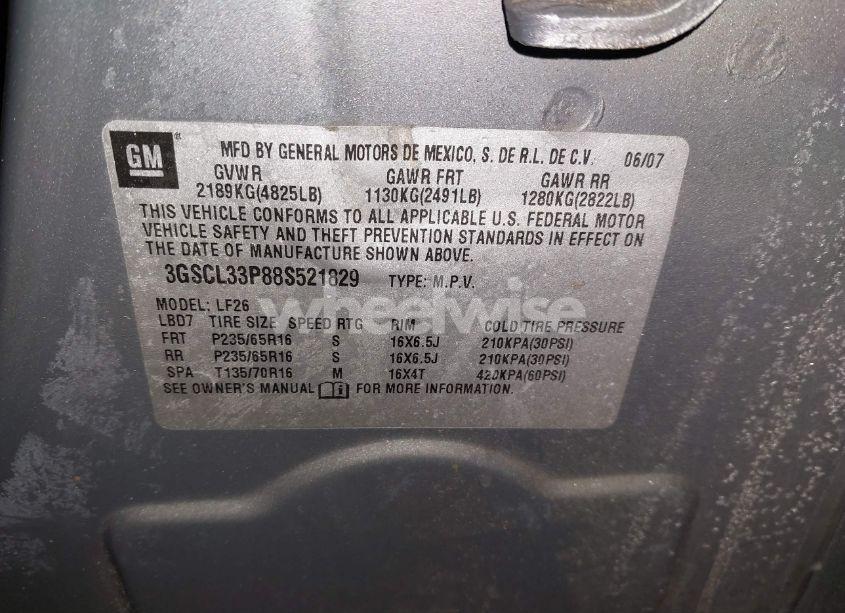 GM ®
MFD BY GENERAL MOTORS DE MEXICO, S. DE R.L. DE C.V. 06/07
GVWR GAWR FRT GAWR RR
2189KG(4825LB) 1130KG(2491LB) 1280KG(2822LB)
THIS VEHICLE CONFORMS TO ALL APPLICABLE U.S. FEDERAL MOTOR
VEHICLE SAFETY AND THEFT PREVENTION STANDARDS IN EFFECT ON
THE DATE OF MANUFACTURE SHOWN ABOVE.
3GSCL33P88S521829 TYPE: M.P.V.
wheelwise
MODEL: LF26
LBD7 TIRE SIZE SPEED RTG RIM COLD TIRE PRESSURE
FRT P235/65R16 S 16X6.5J 210KPA(30PSI)
RR P235/65R16 S 16X6.5J 210KPA(30PSI)
SPA T135/70R16 M 16X4T 420KPA(60PSI)
SEE OWNER'S MANUAL i FOR MORE INFORMATION.